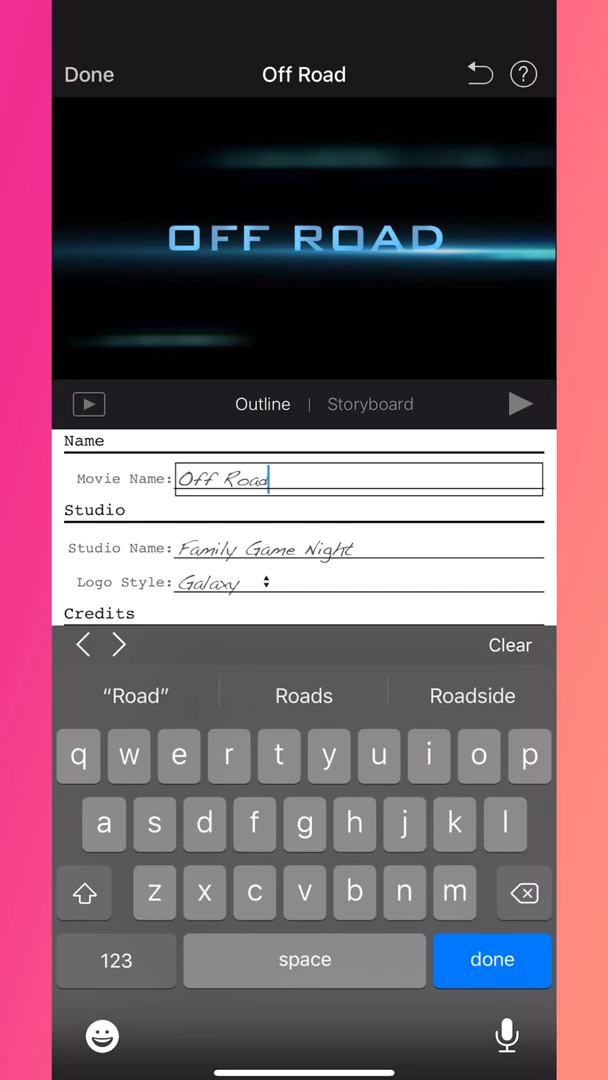 Done Off Road ?
OFF ROAD
Outline | Storyboard
Name
Movie Name: Off Road
Studio
Studio Name: Family Game Night
Logo Style: Galaxy
Credits
Clear
“Road” Roads Roadside
q w e r t y u i o p
a s d f g h j k l
z x c v b n m
123 space done